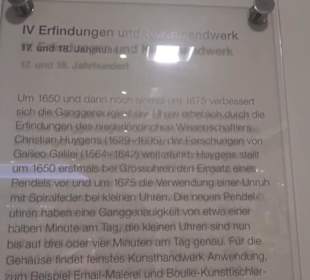 IV Erfindungen und Kunsthandwerk
17. und 18. Jahrhundert
Um 1650 und dann noch einmal um 1675 verbessert
sich die Ganggenauigkeit der Uhren erheblich durch die
Erfindungen des niederländischen Wissenschaftlers
Christian Huygens (1629–1695), der Forschungen von
Galileo Galilei (1564–1642) weiterführt. Huygens stellt
um 1650 erstmals bei Grossuhren den Einsatz eines
Pendels vor und um 1675 die Verwendung einer Unruh
mit Spiralfeder bei kleinen Uhren. Die neuen Pendel-
uhren haben eine Ganggenauigkeit von etwa einer
halben Minute am Tag, die kleinen Uhren sind nun
bis auf drei oder vier Minuten am Tag genau. Für die
Gehäuse findet feinstes Kunsthandwerk Anwendung,
zum Beispiel Email-Malerei und Boulle-Kunsttischler-